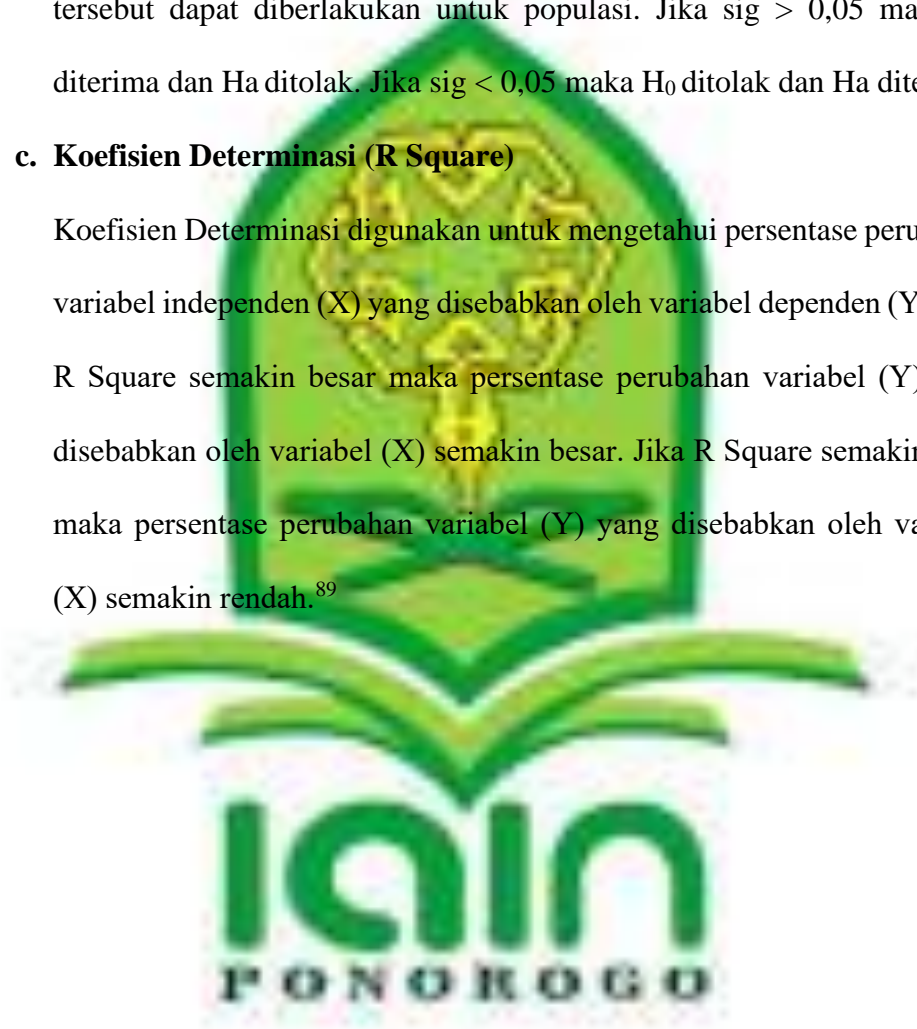 tersebut dapat diberlakukan untuk populasi. Jika sig > 0,05 ma
diterima dan Ha ditolak. Jika sig < 0,05 maka H₀ ditolak dan Ha dite
c. Koefisien Determinasi (R Square)
Koefisien Determinasi digunakan untuk mengetahui persentase peru
variabel independen (X) yang disebabkan oleh variabel dependen (Y
R Square semakin besar maka persentase perubahan variabel (Y)
disebabkan oleh variabel (X) semakin besar. Jika R Square semakin
maka persentase perubahan variabel (Y) yang disebabkan oleh va
(X) semakin rendah.⁸⁹
iain
PONOROGO